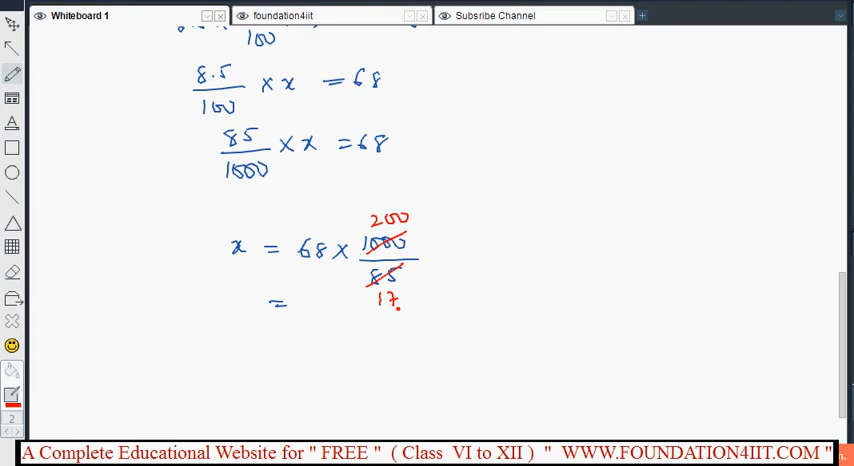 Whiteboard 1 foundation4iit Subsribe Channel
100
8.5/100 × x = 68
85/1000 × x = 68
200
x = 68 × 1000/85
= 17
2
A Complete Educational Website for " FREE " ( Class VI to XII ) " WWW.FOUNDATION4IIT.COM "